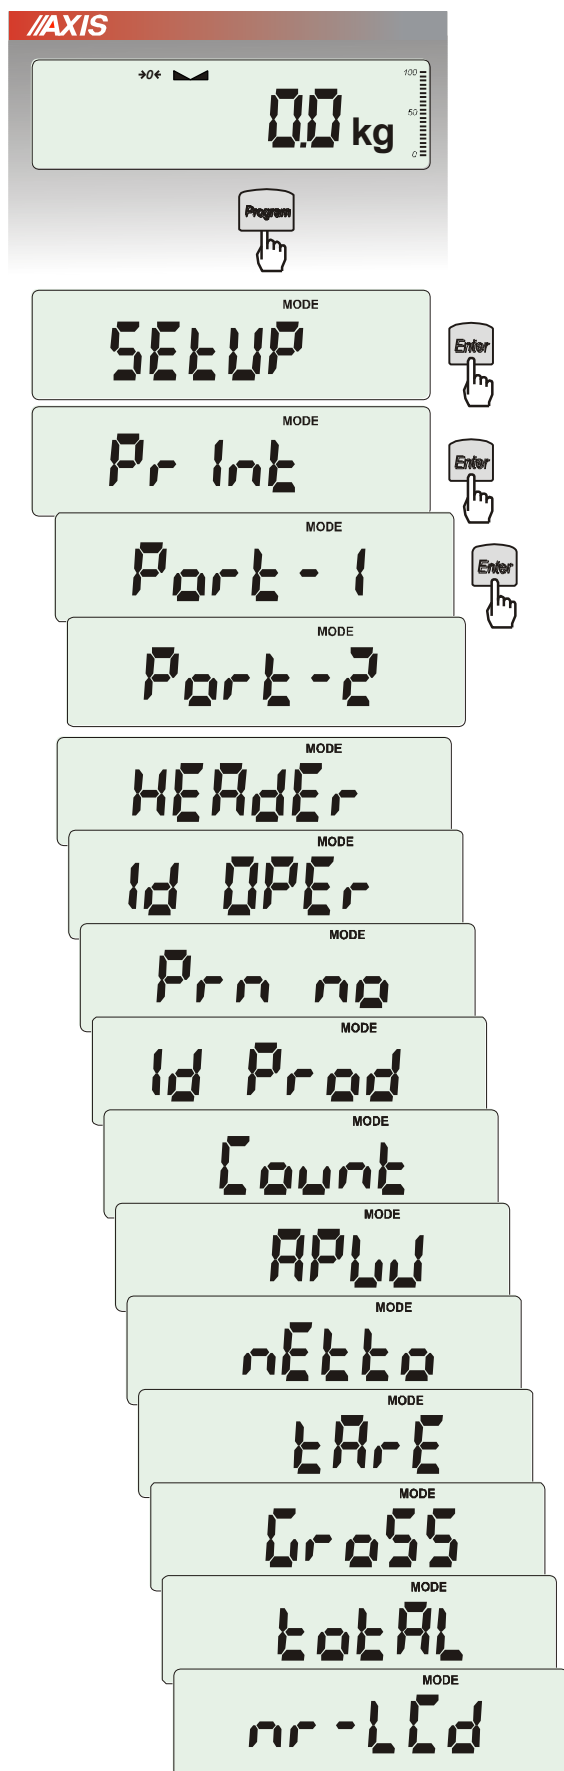 AXIS
→0← 100
50
0.0 kg
0
Program
MODE
SEtUP
Enter
MODE
Pr Int
Enter
MODE
Port-1
Enter
MODE
Port-2
MODE
HEAdEr
MODE
Id OPEr
MODE
Prn no
MODE
Id Prod
MODE
Count
MODE
APW
MODE
nEtto
MODE
tArE
MODE
GroSS
MODE
totAL
MODE
nr-LCd